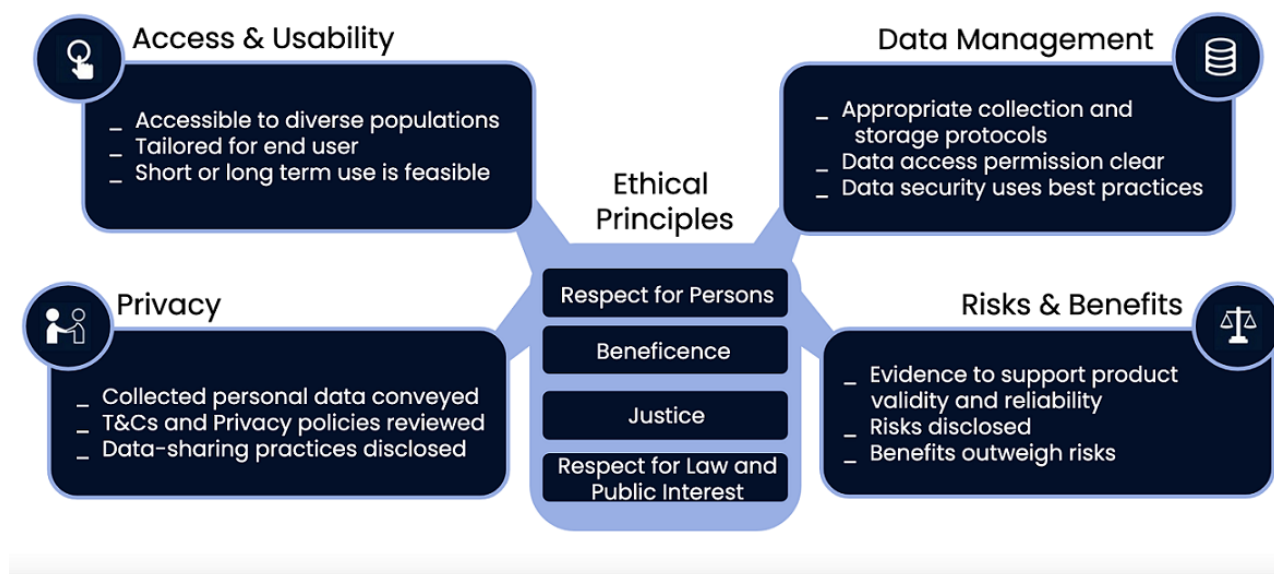 Access & Usability
_ Accessible to diverse populations
_ Tailored for end user
_ Short or long term use is feasible
Data Management
_ Appropriate collection and
storage protocols
_ Data access permission clear
_ Data security uses best practices
Ethical
Principles
Respect for Persons
Beneficence
Justice
Respect for Law and
Public Interest
Privacy
_ Collected personal data conveyed
_ T&Cs and Privacy policies reviewed
_ Data-sharing practices disclosed
Risks & Benefits
_ Evidence to support product
validity and reliability
_ Risks disclosed
_ Benefits outweigh risks